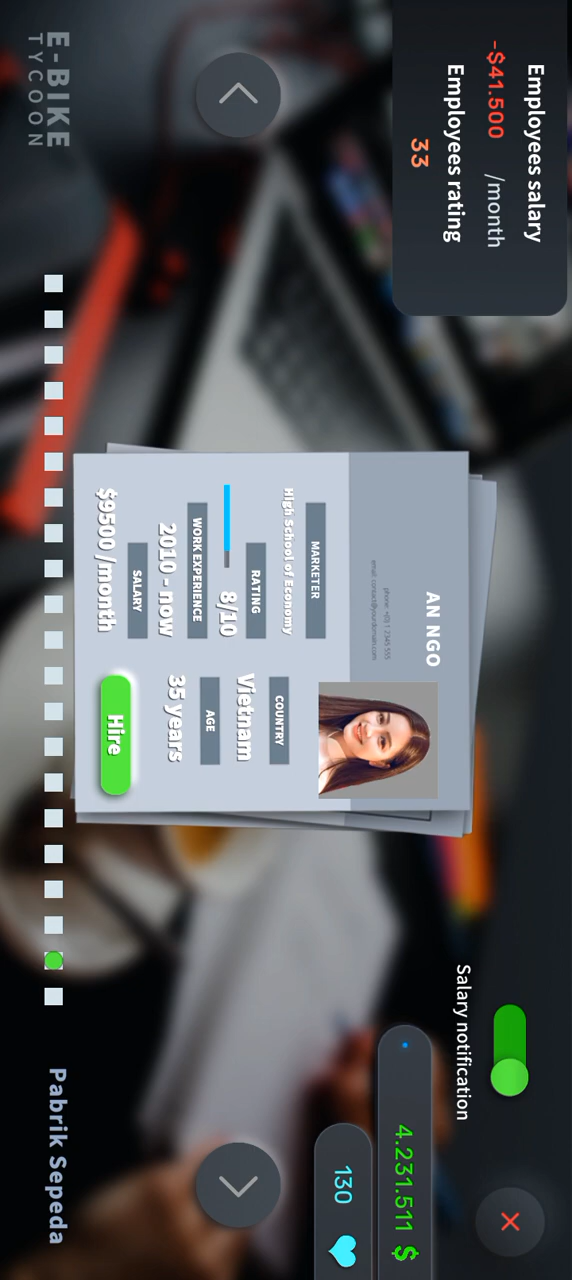 Employees salary
-$41.500 /month
Employees rating
33
Salary notification
4.231.511 $
130
AN NGO
phone: +(0) 1 2345 555
email: contact@yourdomain.com
MARKETER
High School of Economy
RATING
8/10
WORK EXPERIENCE
2010 - now
SALARY
$9500 /month
COUNTRY
Vietnam
AGE
35 years
Hire
E-BIKE
TYCOON
Pabrik Sepeda